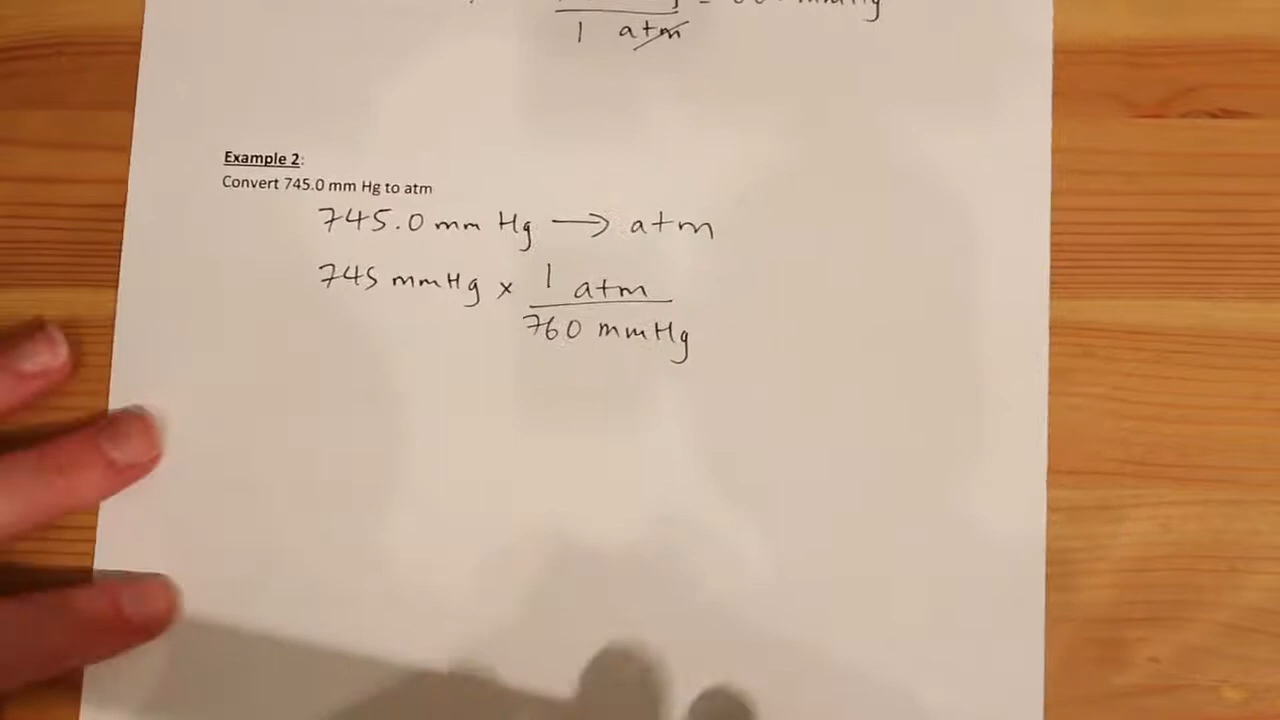 1 atm
Example 2:
Convert 745.0 mm Hg to atm
745.0 mm Hg → atm
745 mmHg x 1 atm
760 mmHg